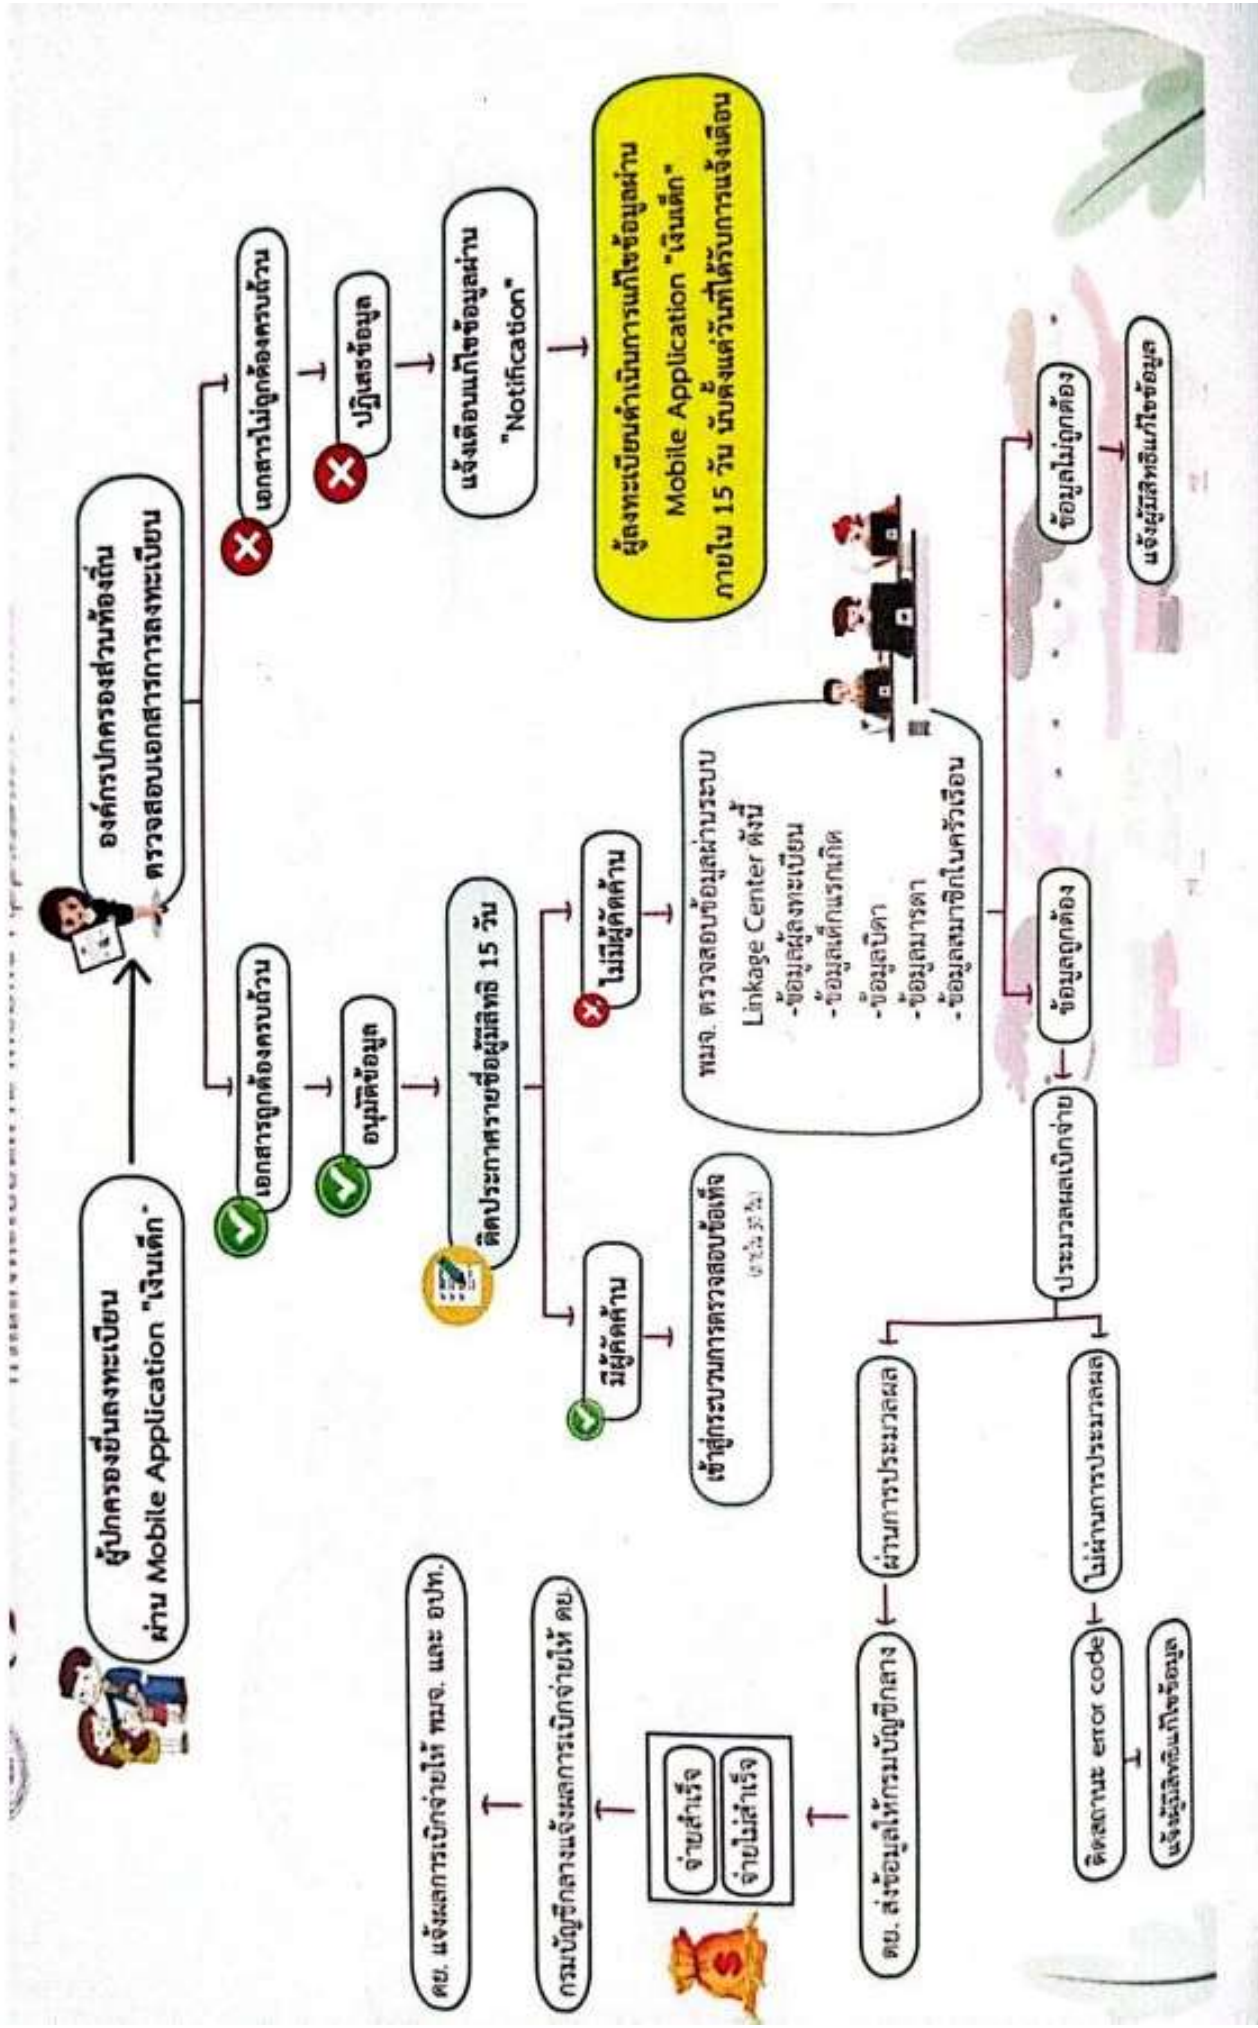 ผู้ปกครองยื่นลงทะเบียน
ผ่าน Mobile Application "เงินเด็ก"
องค์กรปกครองส่วนท้องถิ่น
ตรวจสอบเอกสารการลงทะเบียน
เอกสารถูกต้องครบถ้วน
เอกสารไม่ถูกต้องครบถ้วน
อนุมัติข้อมูล
ปฏิเสธข้อมูล
ติดประกาศรายชื่อผู้มีสิทธิ 15 วัน
แจ้งเตือนแก้ไขข้อมูลผ่าน
"Notification"
ผู้ลงทะเบียนดำเนินการแก้ไขข้อมูลผ่าน
Mobile Application "เงินเด็ก"
ภายใน 15 วัน นับตั้งแต่วันที่ได้รับการแจ้งเตือน
มีผู้คัดค้าน
ไม่มีผู้คัดค้าน
เข้าสู่กระบวนการตรวจสอบข้อเท็จ
พมจ. ตรวจสอบข้อมูลผ่านระบบ
Linkage Center ดังนี้
-ข้อมูลผู้ลงทะเบียน
-ข้อมูลเด็กแรกเกิด
-ข้อมูลบิดา
-ข้อมูลมารดา
-ข้อมูลสมาชิกในครัวเรือน
ข้อมูลถูกต้อง
ข้อมูลไม่ถูกต้อง
แจ้งผู้มีสิทธิแก้ไขข้อมูล
ประมวลผลเบิกจ่าย
ผ่านการประมวลผล
ไม่ผ่านการประมวลผล
ติดสถานะ error code
แจ้งผู้มีสิทธิแก้ไขข้อมูล
ดย. ส่งข้อมูลให้กรมบัญชีกลาง
จ่ายสำเร็จ
จ่ายไม่สำเร็จ
กรมบัญชีกลางแจ้งผลการเบิกจ่ายให้ ดย.
ดย. แจ้งผลการเบิกจ่ายให้ พมจ. และ อปท.